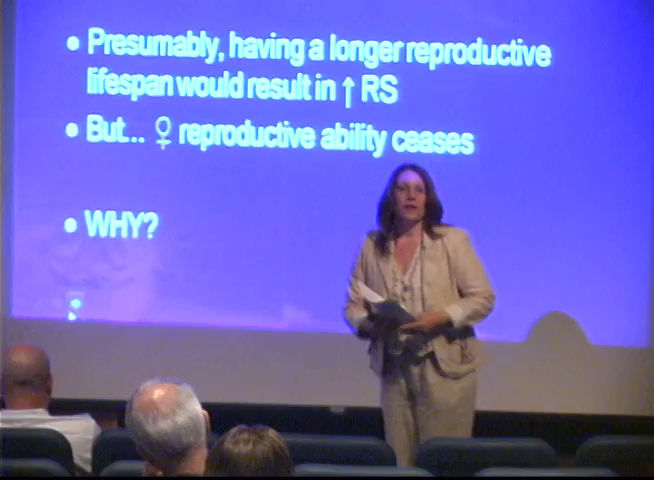 • Presumably, having a longer reproductive
lifespan would result in ↑ RS
• But... ♀ reproductive ability ceases
• WHY?